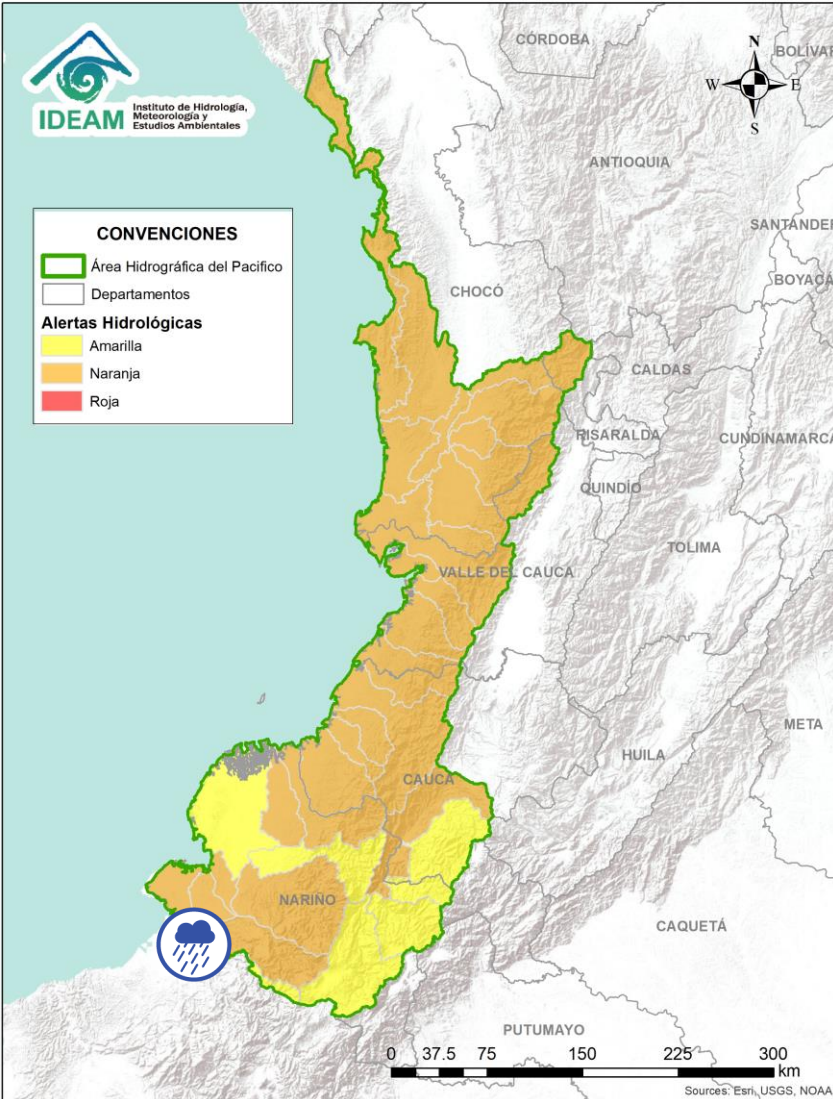 CÓRDOBA
BOLÍVAR
N
W
E
S
IDEAM
Instituto de Hidrología,
Meteorología y
Estudios Ambientales
ANTIOQUIA
SANTANDER
CONVENCIONES
Área Hidrográfica del Pacifico
Departamentos
Alertas Hidrológicas
Amarilla
Naranja
Roja
BOYACÁ
CHOCÓ
CALDAS
RISARALDA
CUNDINAMARCA
QUINDÍO
TOLIMA
VALLE DEL CAUCA
META
HUILA
CAUCA
NARIÑO
CAQUETÁ
PUTUMAYO
0 37.5 75 150 225 300
km
Sources: Esri, USGS, NOAA